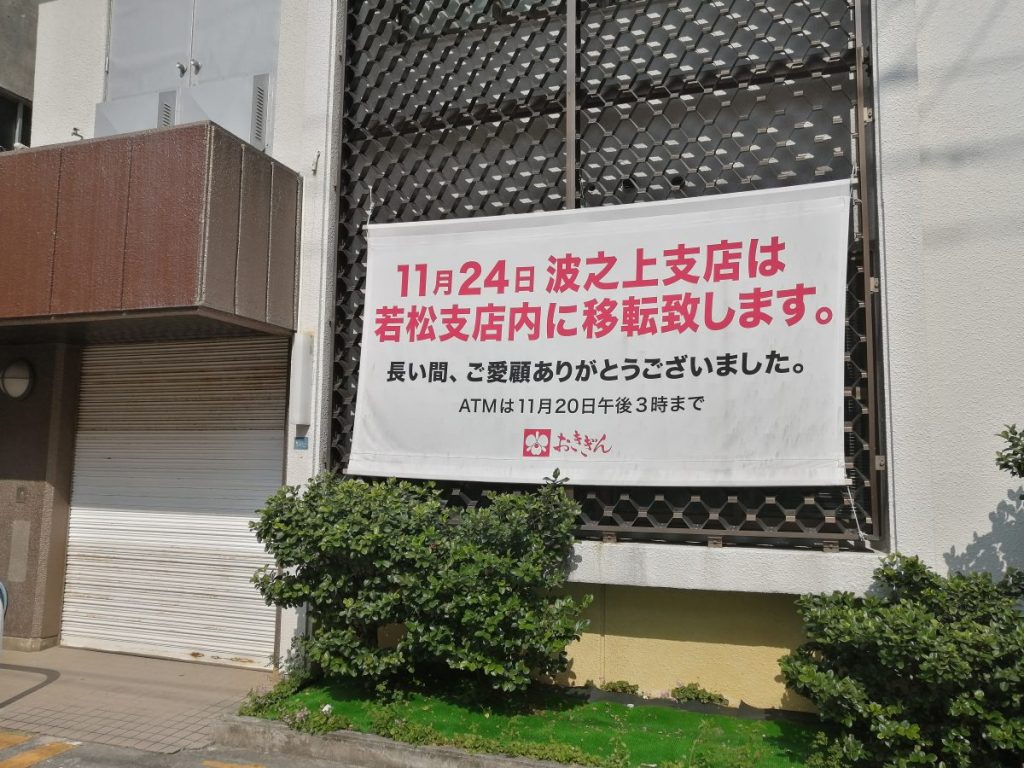 11月24日 波之上支店は
若松支店内に移転致します。
長い間、ご愛顧ありがとうございました。
ATMは11月20日午後3時まで
おきぎん